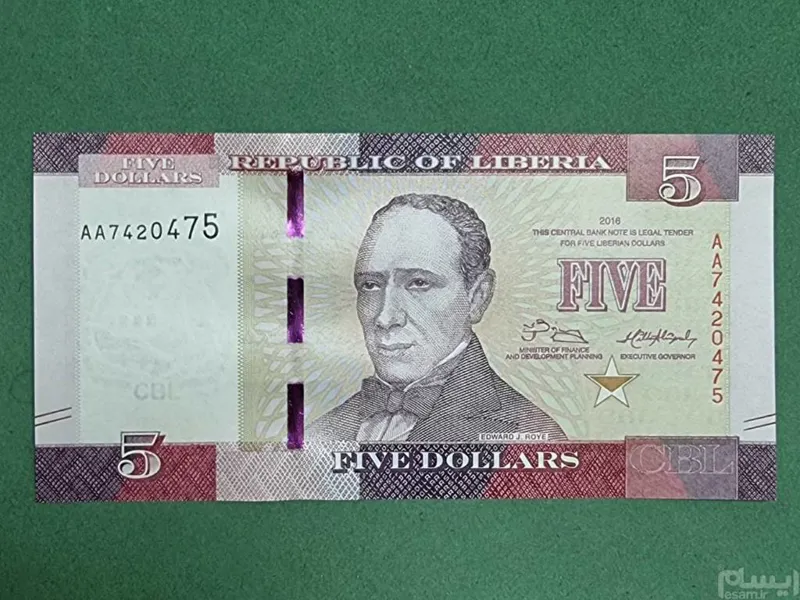 FIVE
DOLLARS
REPUBLIC OF LIBERIA
5
AA7420475
2016
THIS CENTRAL BANK NOTE IS LEGAL TENDER
FOR FIVE LIBERIAN DOLLARS
FIVE
AA7420475
MINISTER OF FINANCE
AND DEVELOPMENT PLANNING
EXECUTIVE GOVERNOR
CBL
EDWARD J. ROYE
5
FIVE DOLLARS
CBL
ایسام
esam.ir